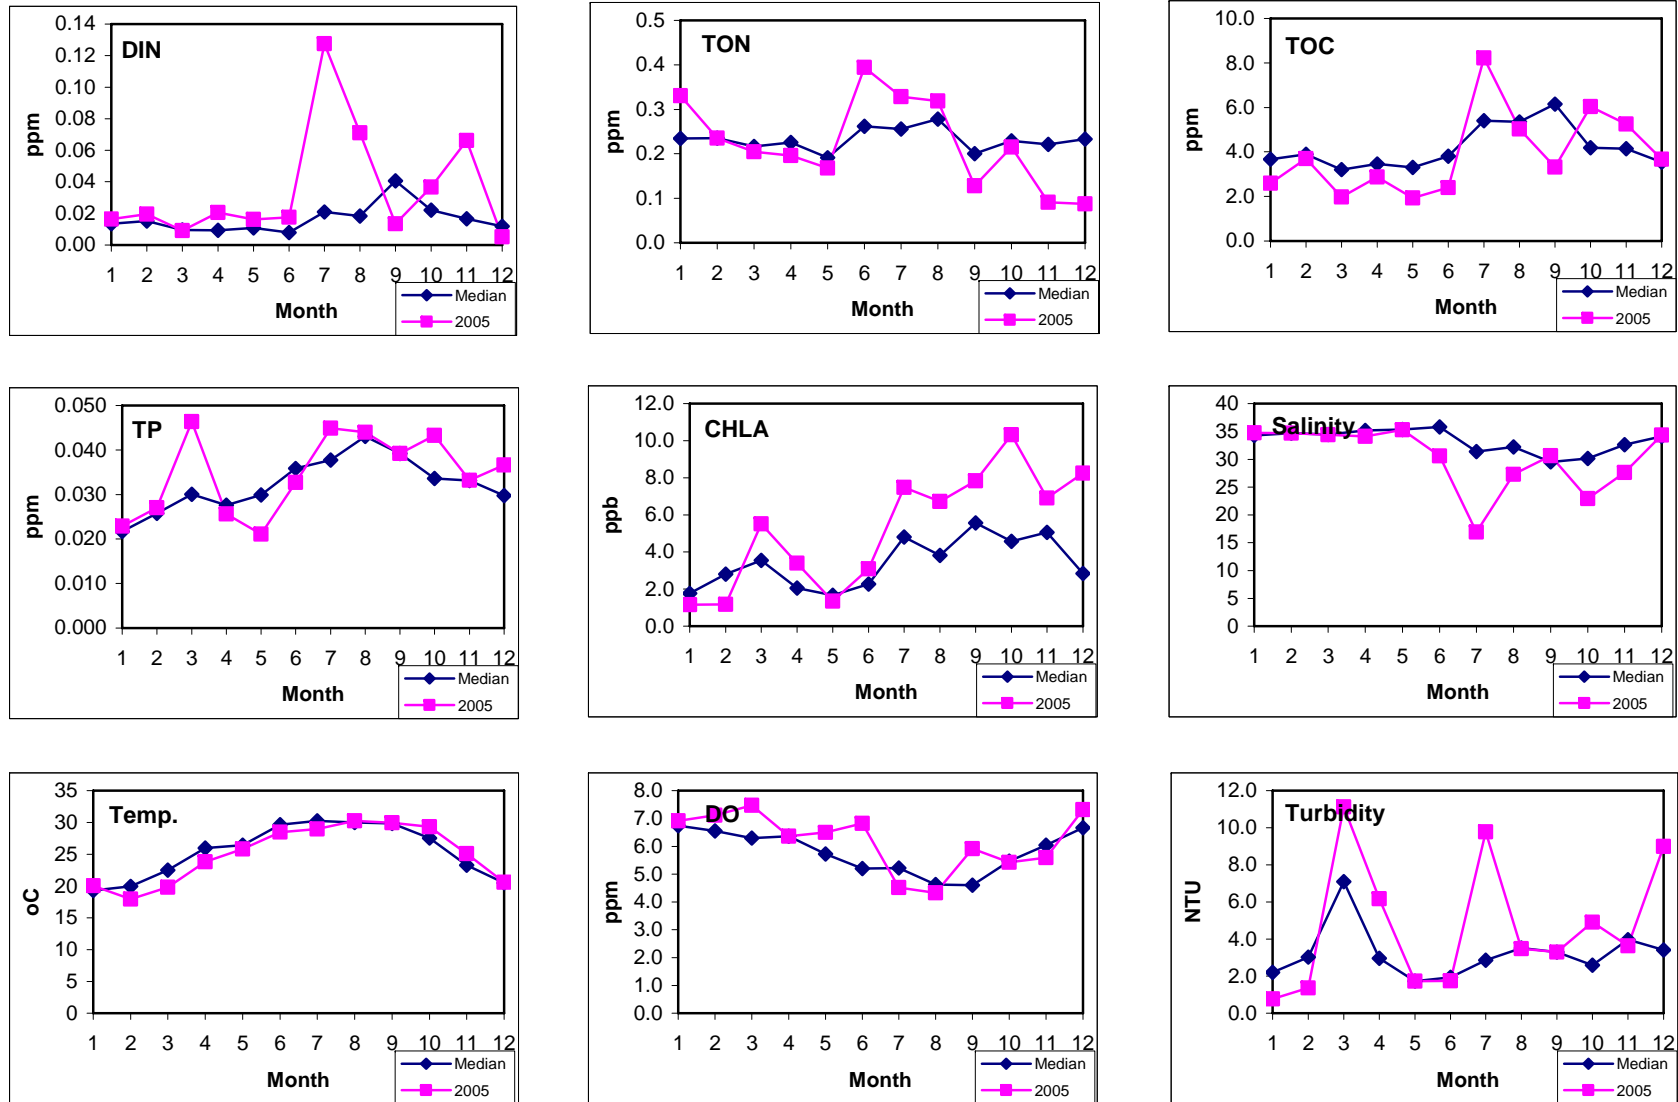 DIN
0.14
0.12
0.10
0.08
0.06
0.04
0.02
0.00
ppm
1 2 3 4 5 6 7 8 9 10 11 12
Month
Median
2005
TON
0.5
0.4
0.3
0.2
0.1
0.0
ppm
1 2 3 4 5 6 7 8 9 10 11 12
Month
Median
2005
TOC
10.0
8.0
6.0
4.0
2.0
0.0
ppm
1 2 3 4 5 6 7 8 9 10 11 12
Month
Median
2005
TP
0.050
0.040
0.030
0.020
0.010
0.000
ppm
1 2 3 4 5 6 7 8 9 10 11 12
Month
Median
2005
CHLA
12.0
10.0
8.0
6.0
4.0
2.0
0.0
ppb
1 2 3 4 5 6 7 8 9 10 11 12
Month
Median
2005
Salinity
40
35
30
25
20
15
10
5
0
1 2 3 4 5 6 7 8 9 10 11 12
Month
Median
2005
Temp.
35
30
25
20
15
10
5
0
oC
1 2 3 4 5 6 7 8 9 10 11 12
Month
Median
2005
DO
8.0
7.0
6.0
5.0
4.0
3.0
2.0
1.0
0.0
ppm
1 2 3 4 5 6 7 8 9 10 11 12
Month
Median
2005
Turbidity
12.0
10.0
8.0
6.0
4.0
2.0
0.0
NTU
1 2 3 4 5 6 7 8 9 10 11 12
Month
Median
2005